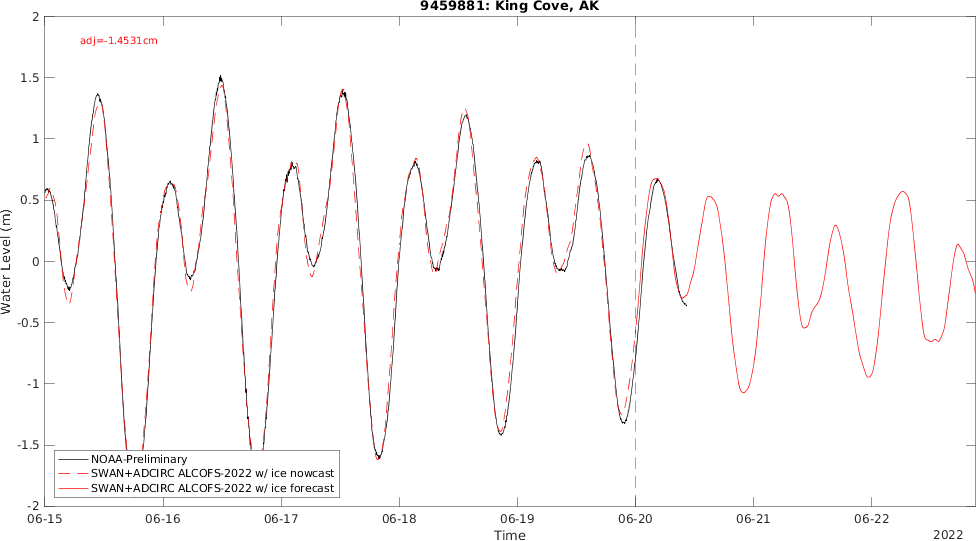 9459881: King Cove, AK
adj=-1.4531cm
2
1.5
1
0.5
0
-0.5
-1
-1.5
-2
Water Level (m)
NOAA-Preliminary
SWAN+ADCIRC ALCOFS-2022 w/ ice nowcast
SWAN+ADCIRC ALCOFS-2022 w/ ice forecast
06-15 06-16 06-17 06-18 06-19 06-20 06-21 06-22
Time
2022